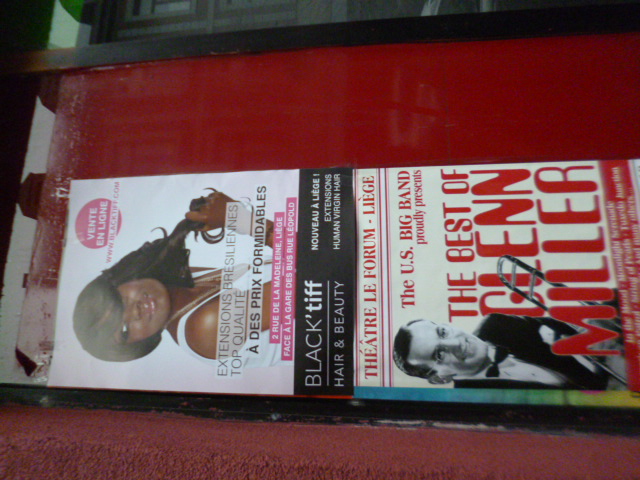 VENTE
EN LIGNE
WWW.BLACKTIFF.COM
EXTENSIONS BRÉSILIENNES
TOP QUALITÉ
À DES PRIX FORMIDABLES
2 RUE DE LA MADELEINE, LIÈGE
FACE À LA GARE DES BUS RUE LÉOPOLD
BLACK'tiff
HAIR & BEAUTY
NOUVEAU À LIÈGE !
EXTENSIONS
HUMAN VIRGIN HAIR
THÉÂTRE LE FORUM - LIÈGE
The U.S. BIG BAND
proudly presents
THE BEST OF
GLENN
MILLER